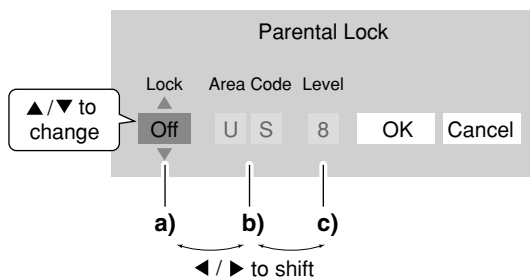 Parental Lock
Lock Area Code Level
▲/▼ to
change
Off U S 8 OK Cancel
a) b) c)
◀ / ▶ to shift